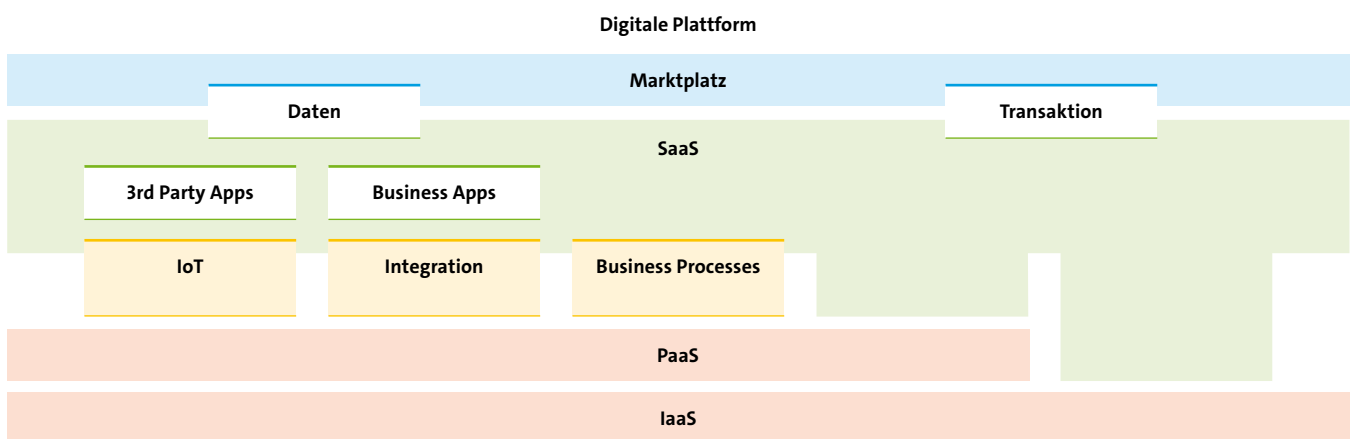 Digitale Plattform
Marktplatz
Daten
Transaktion
SaaS
3rd Party Apps
Business Apps
IoT
Integration
Business Processes
PaaS
IaaS